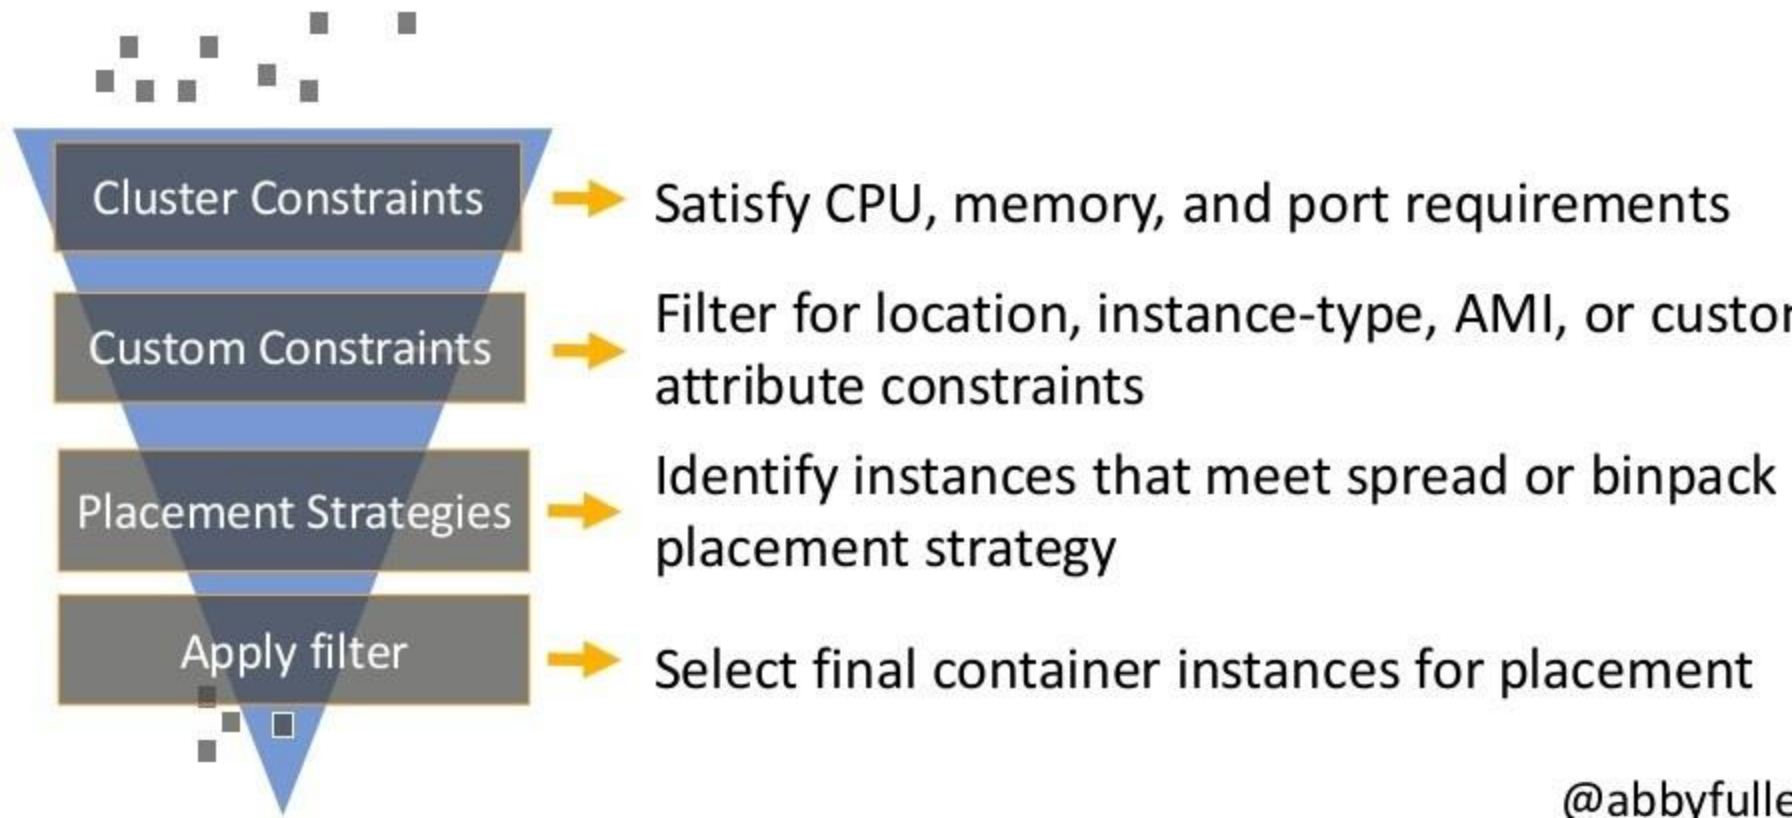 Cluster Constraints
Satisfy CPU, memory, and port requirements
Custom Constraints
Filter for location, instance-type, AMI, or custom
attribute constraints
Placement Strategies
Identify instances that meet spread or binpack
placement strategy
Apply filter
Select final container instances for placement
@abbyfulle